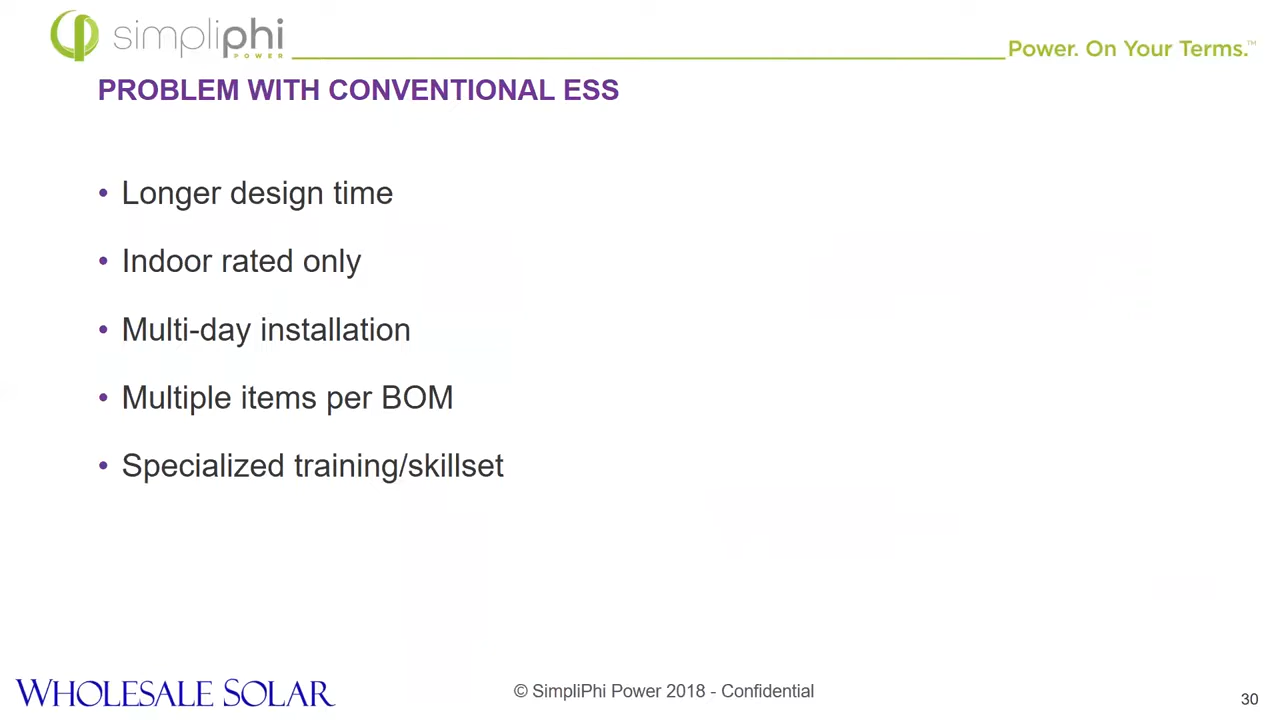 simpliphi
POWER
Power. On Your Terms.™
PROBLEM WITH CONVENTIONAL ESS
• Longer design time
• Indoor rated only
• Multi-day installation
• Multiple items per BOM
• Specialized training/skillset
WHOLESALE SOLAR
© SimpliPhi Power 2018 - Confidential
30